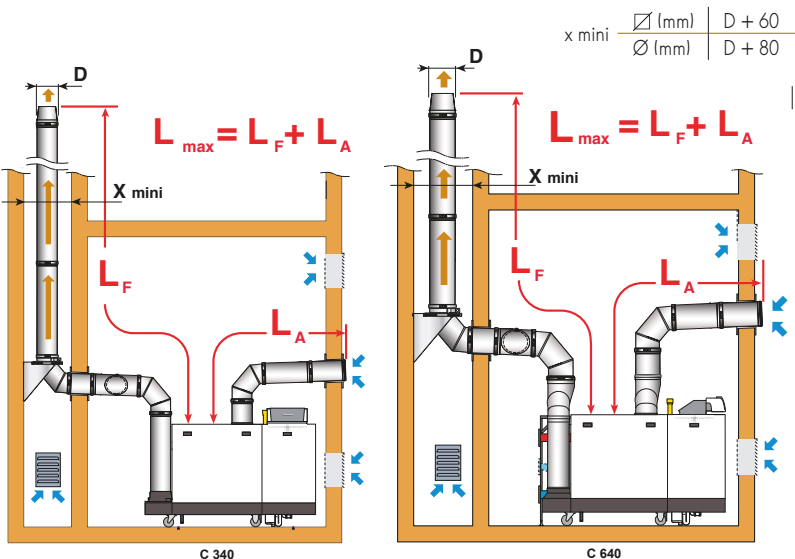 x mini
(mm) D + 60
Ø (mm) D + 80
D
L max = L F + L A
X mini
L F
L A
C 340
D
L max = L F + L A
X mini
L F
L A
C 640